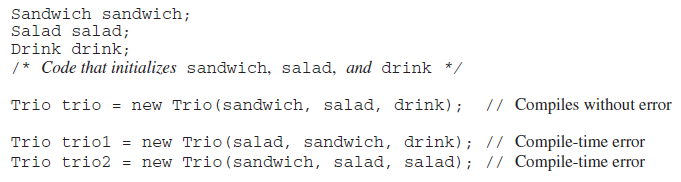 Sandwich sandwich;
Salad salad;
Drink drink;
/* Code that initializes sandwich, salad, and drink */
Trio trio = new Trio(sandwich, salad, drink); // Compiles without error
Trio trio1 = new Trio(salad, sandwich, drink); // Compile-time error
Trio trio2 = new Trio(sandwich, salad, salad); // Compile-time error